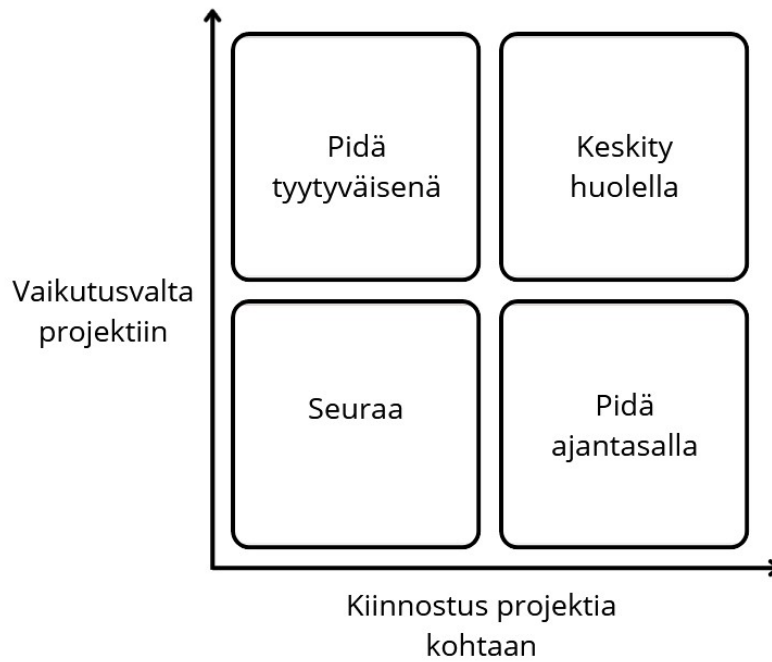 Pidä
tyytyväisenä
Keskity
huolella
Vaikutusvalta
projektiin
Seuraa
Pidä
ajantasalla
Kiinnostus projektia
kohtaan